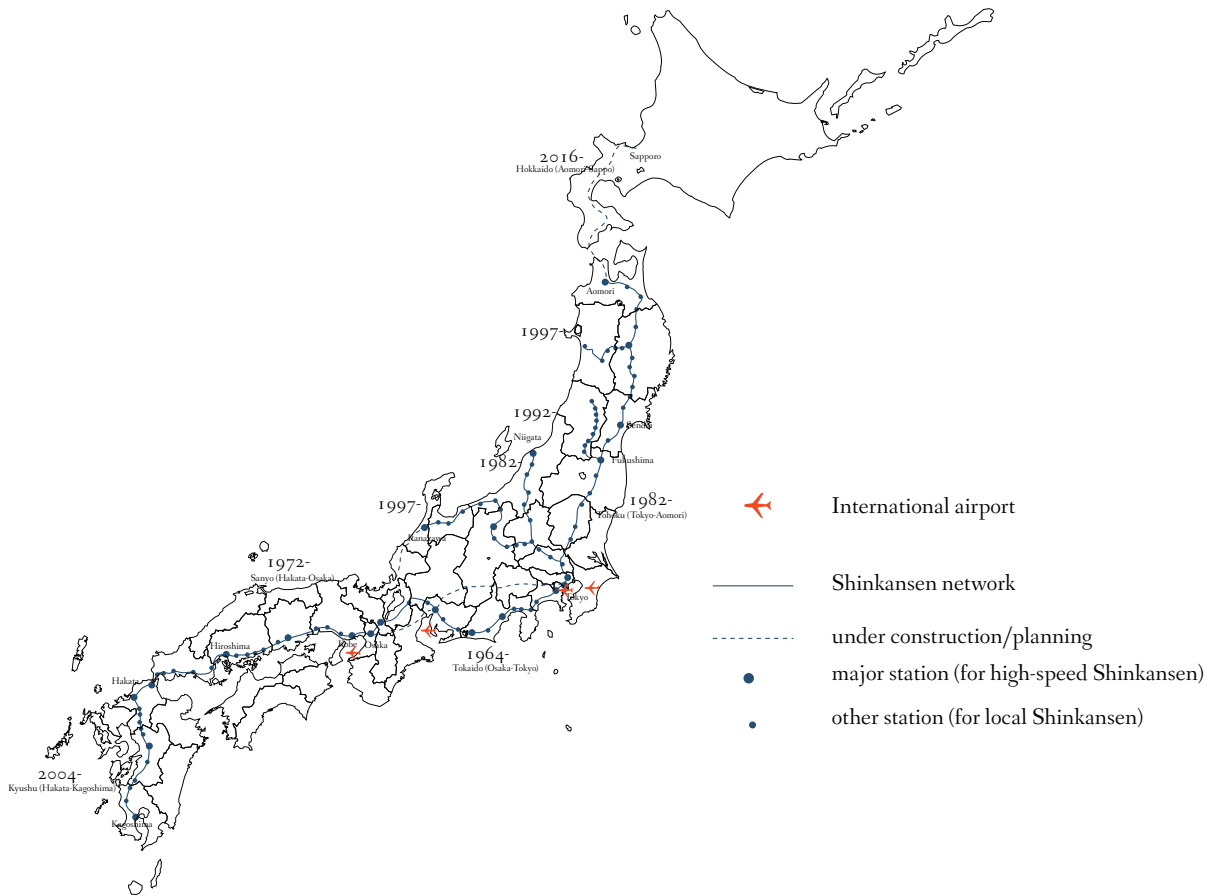 2016-
Hokkaido (Aomori-Sappo)
Sapporo
Aomori
1997-
1992-
Sendai
Niigata
1982-
Fukushima
1997-
1982-
Tohoku (Tokyo-Aomori)
Kanazawa
International airport
1972-
Sanyo (Hakata-Osaka)
Shinkansen network
Tokyo
under construction/planning
Hiroshima
Kobe
Osaka
1964-
Tokaido (Osaka-Tokyo)
major station (for high-speed Shinkansen)
Hakata
other station (for local Shinkansen)
2004-
Kyushu (Hakata-Kagoshima)
Kagoshima